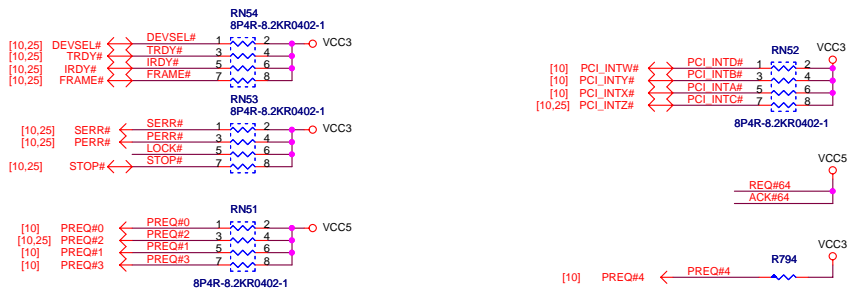 RN54
8P4R-8.2KR0402-1
[10,25] DEVSEL# DEVSEL# 1 2 VCC3
[10,25] TRDY# TRDY# 3 4
[10,25] IRDY# IRDY# 5 6
[10,25] FRAME# FRAME# 7 8
RN53
8P4R-8.2KR0402-1
[10,25] SERR# SERR# 1 2 VCC3
[10,25] PERR# PERR# 3 4
LOCK# 5 6
[10,25] STOP# STOP# 7 8
RN51
[10] PREQ#0 PREQ#0 1 2 VCC5
[10,25] PREQ#2 PREQ#2 3 4
[10] PREQ#1 PREQ#1 5 6
[10] PREQ#3 PREQ#3 7 8
8P4R-8.2KR0402-1
RN52 VCC3
[10] PCI_INTW# PCI_INTD# 1 2
[10] PCI_INTY# PCI_INTB# 3 4
[10] PCI_INTX# PCI_INTA# 5 6
[10,25] PCI_INTZ# PCI_INTC# 7 8
8P4R-8.2KR0402-1
VCC5
REQ#64
ACK#64
VCC3
R794
[10] PREQ#4 PREQ#4